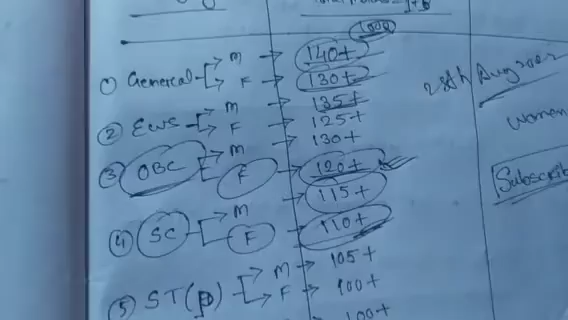 ① General M → 140+
F → 130+
② EWS M → 135+
F → 125+
③ OBC M → 130+
F → 120+
④ SC M → 115+
F → 110+
⑤ ST(P) M → 105+
F → 100+
100+
28th Aug
Women
Subscrib